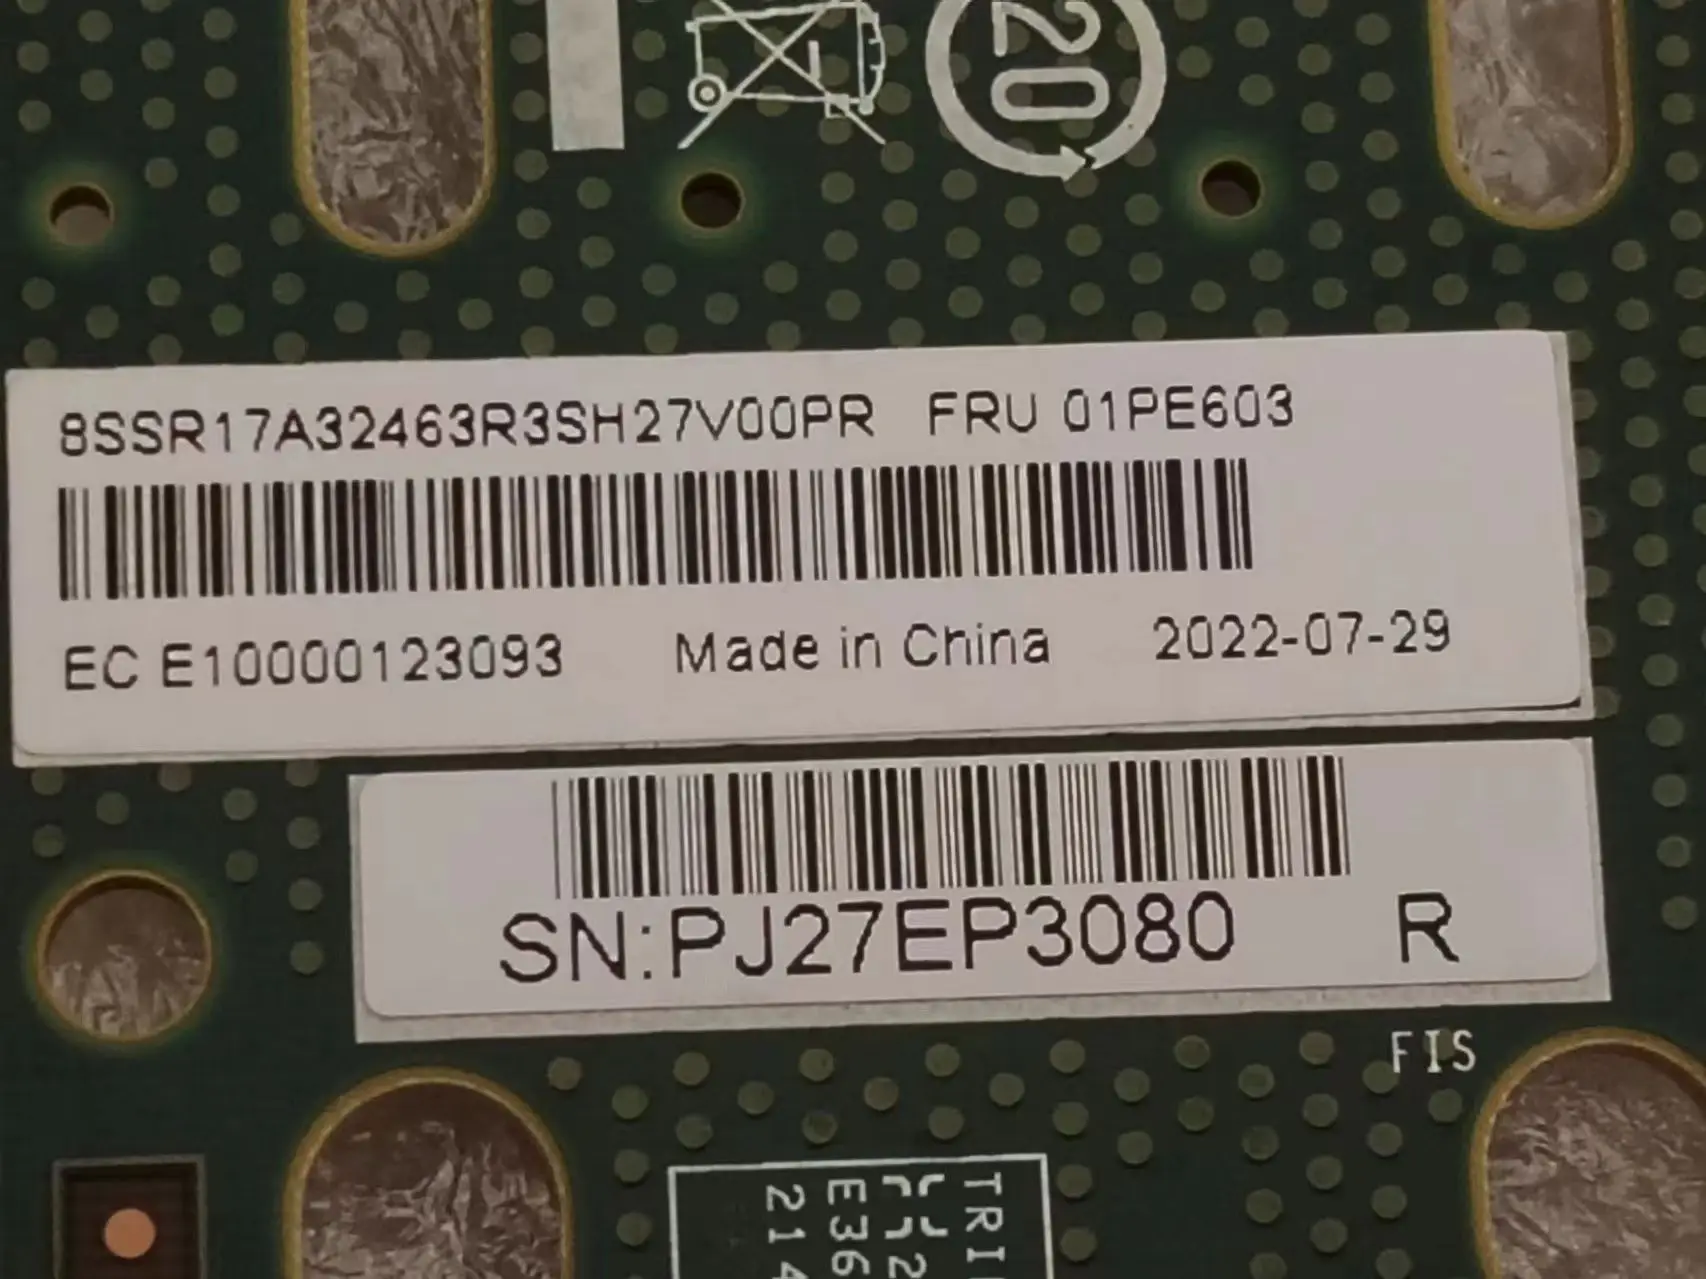 20
8SSR17A32463R3SH27V00PR FRU 01PE603
EC E10000123093 Made in China 2022-07-29
SN:PJ27EP3080 R
FIS